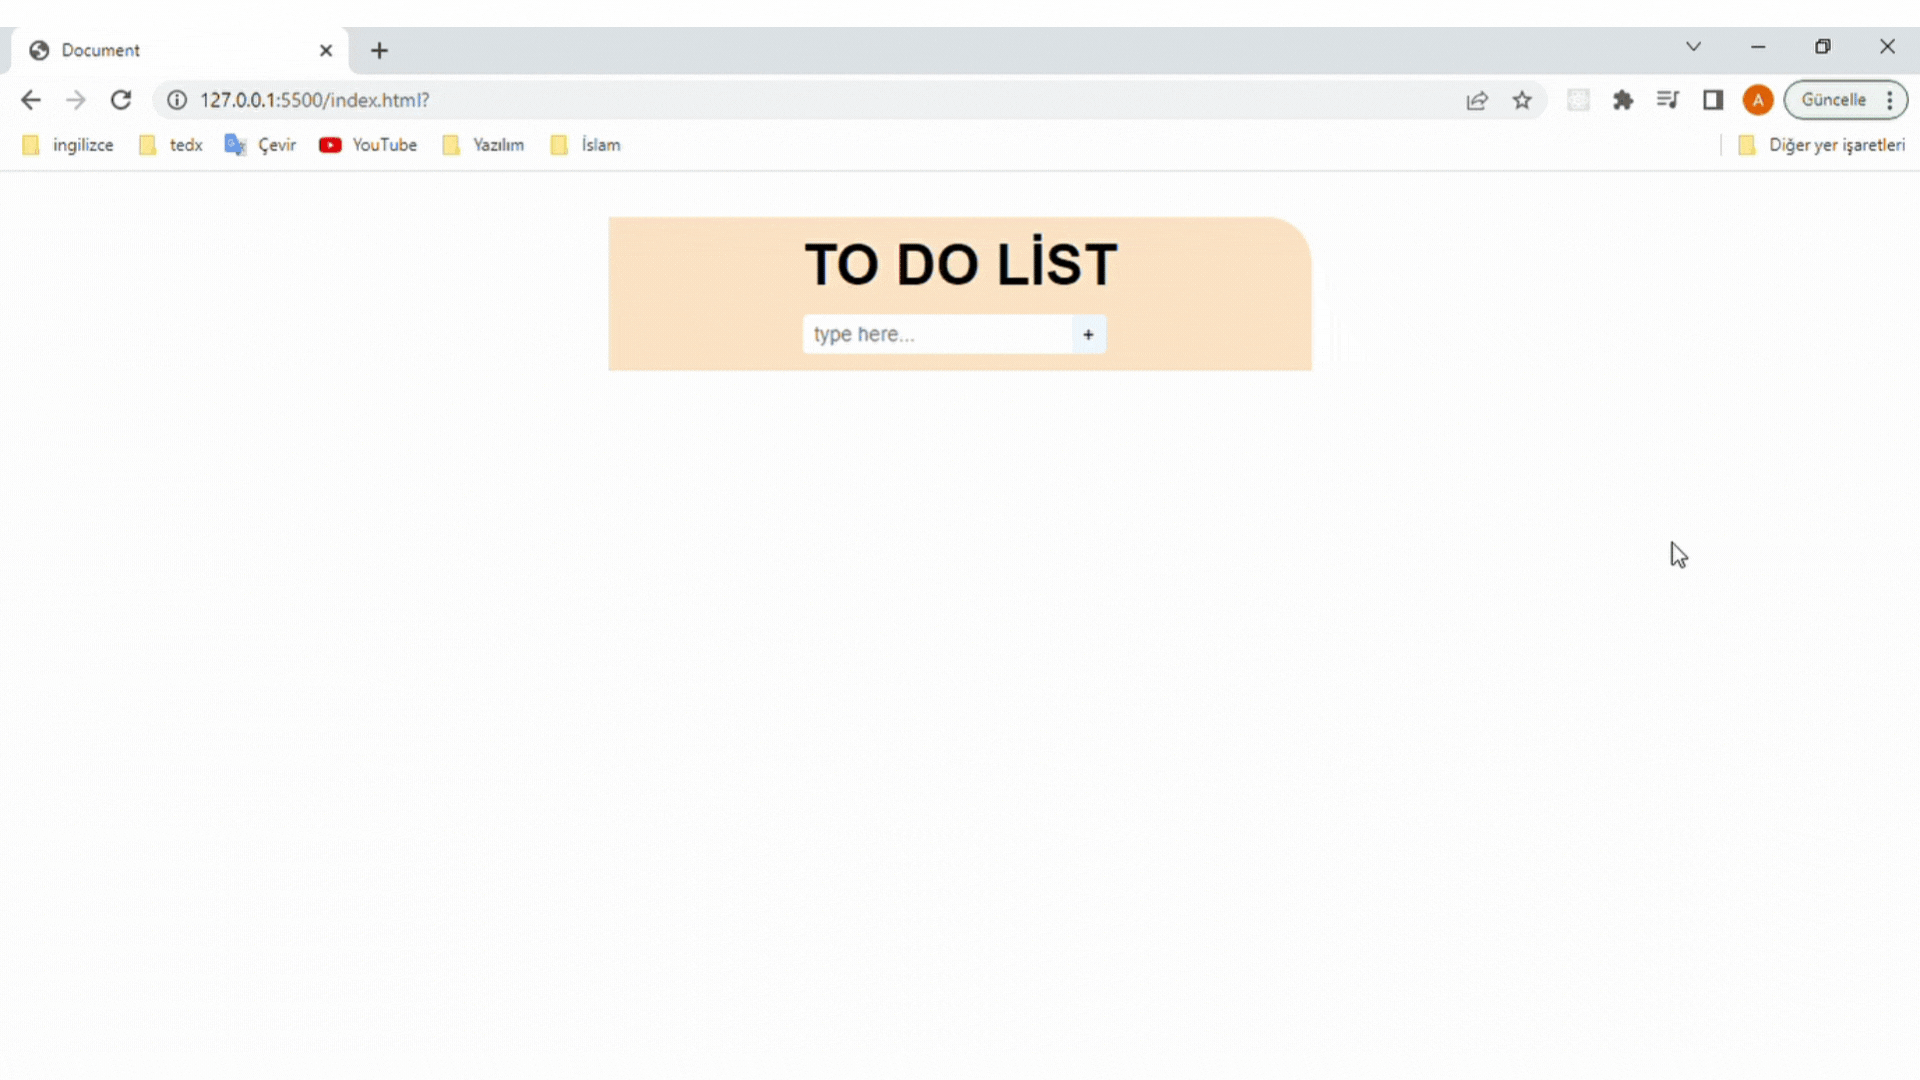 Document
127.0.0.1:5500/index.html?
A
Güncelle
ingilizce
tedx
Çevir
YouTube
Yazılım
İslam
Diğer yer işaretleri
TO DO LİST
type here...
+